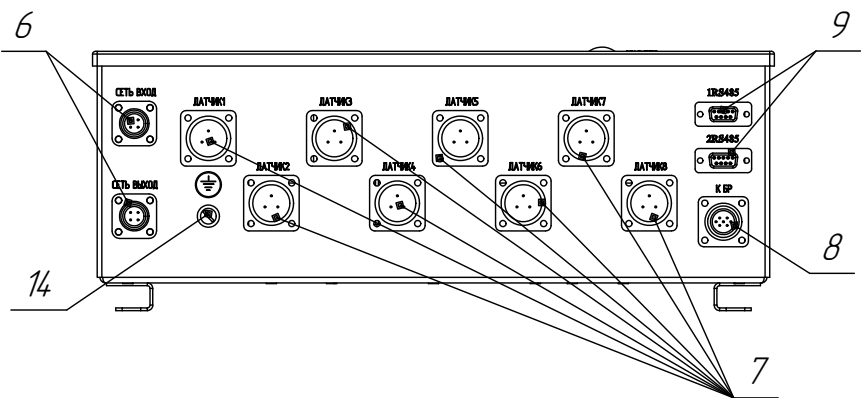 6
9
СЕТЬ ВХОД
ДАТЧИК1
ДАТЧИК3
ДАТЧИК5
ДАТЧИК7
1RS485
2RS485
СЕТЬ ВЫХОД
ДАТЧИК2
ДАТЧИК4
ДАТЧИК6
ДАТЧИК8
К БР
14
8
7